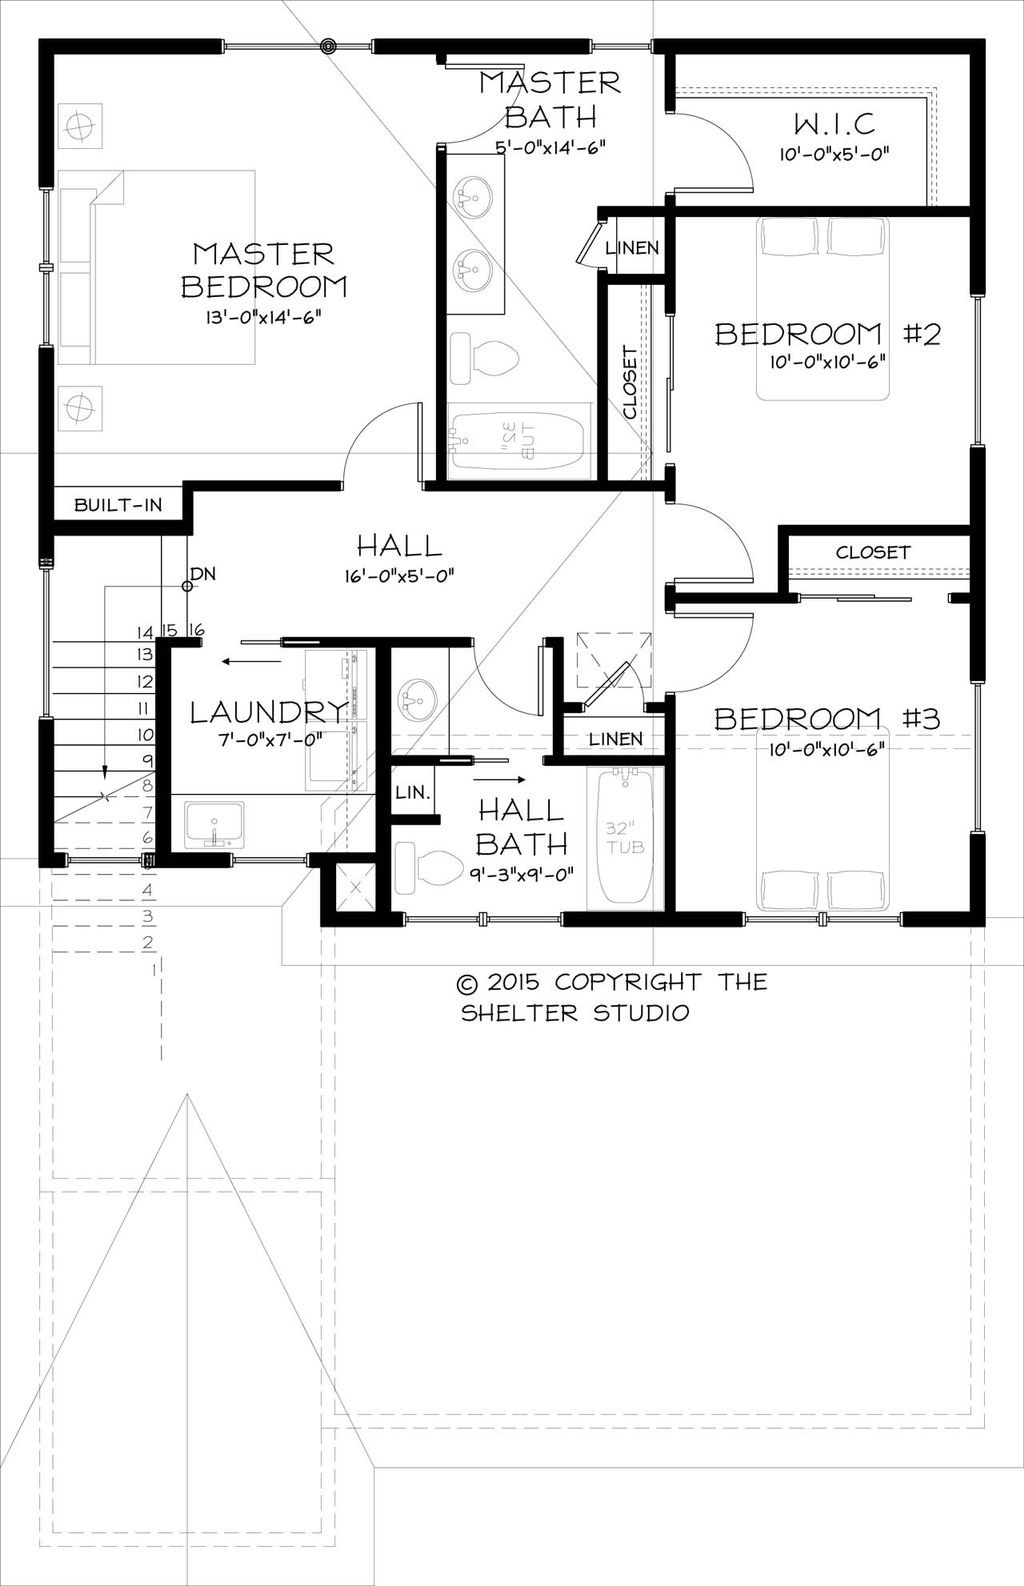 MASTER
BATH
5'-0"x14'-6"
W.I.C
10'-0"x5'-0"
MASTER
BEDROOM
13'-0"x14'-6"
LINEN
BEDROOM #2
10'-0"x10'-6"
CLOSET
32"
TUB
BUILT-IN
HALL
16'-0"x5'-0"
CLOSET
DN
14 15 16
13
12
11
10
9
8
7
6
5
4
3
2
1
LAUNDRY
7'-0"x7'-0"
BEDROOM #3
10'-0"x10'-6"
LINEN
LIN.
HALL
BATH
9'-3"x9'-0"
32"
TUB
© 2015 COPYRIGHT THE
SHELTER STUDIO